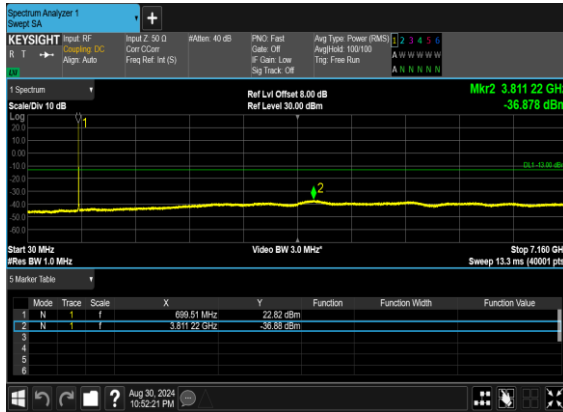 Spectrum Analyzer 1
Swept SA
+
KEYSIGHT Input: RF Input Z: 50 Ω #Atten: 40 dB PNO: Fast Avg Type: Power (RMS) 1 2 3 4 5 6
R T Coupling: DC Corr CCorr Gate: Off Avg|Hold: 100/100 A W W W W W
Align: Auto Freq Ref: Int (S) IF Gain: Low Trig: Free Run
Sig Track: Off A N N N N N
1 Spectrum Ref Lvl Offset 8.00 dB Mkr2 3.811 22 GHz
Scale/Div 10 dB Ref Level 30.00 dBm -36.878 dBm
Log
1
20.0
10.0
0.00
-10.0
DL1 -13.00 dBm
-20.0
2
-30.0
-40.0
-50.0
-60.0
Start 30 MHz Video BW 3.0 MHz* Stop 7.160 GHz
#Res BW 1.0 MHz Sweep 13.3 ms (40001 pts)
5 Marker Table
Mode Trace Scale X Y Function Function Width Function Value
1 N 1 f 699.51 MHz 22.82 dBm
2 N 1 f 3.811 22 GHz -36.88 dBm
3
4
5
6
? Aug 30, 2024
10:52:21 PM